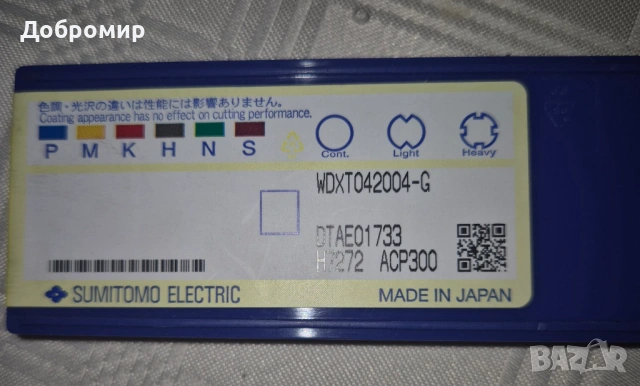 Добромир
色調・光沢の違いは性能には影響ありません。
Coating appearance has no effect on cutting performance.
P M K H N S
Cont. Light Heavy
WDXT042004-G
DTAE01733
ACP300
SUMITOMO ELECTRIC
MADE IN JAPAN
BAZAR
bg